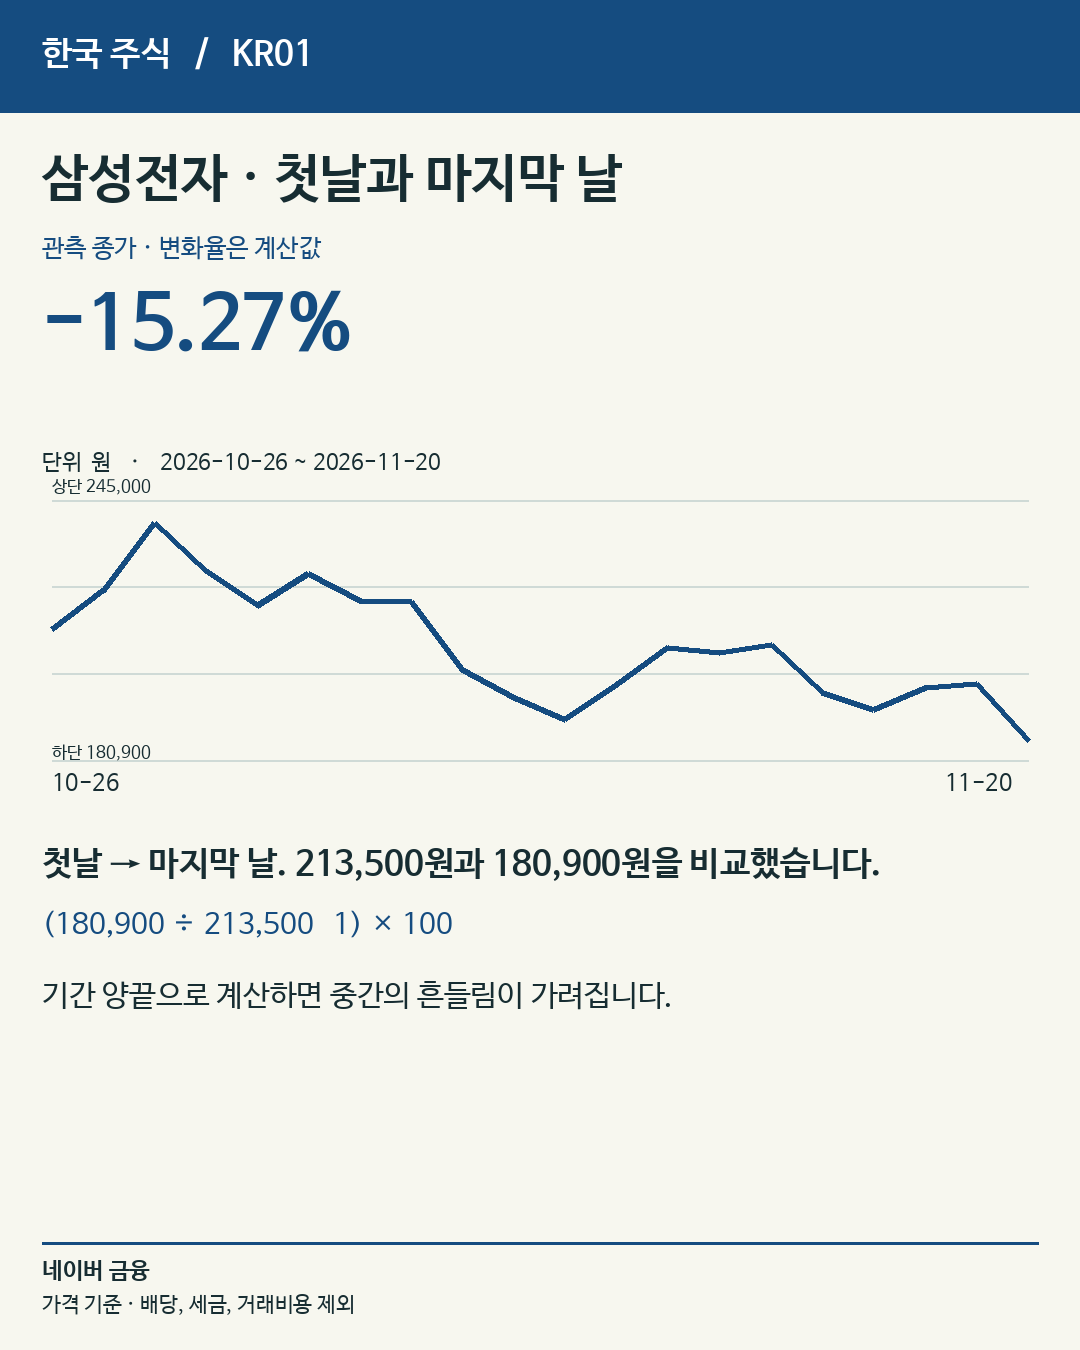 한국 주식 / KR01
삼성전자 · 첫날과 마지막 날
관측 종가 · 변화율은 계산값
-15.27%
단위 원 · 2026-10-26 ~ 2026-11-20
상단 245,000
하단 180,900
10-26 11-20
첫날 → 마지막 날. 213,500원과 180,900원을 비교했습니다.
(180,900 ÷ 213,500 1) × 100
기간 양끝으로 계산하면 중간의 흔들림이 가려집니다.
네이버 금융
가격 기준 · 배당, 세금, 거래비용 제외